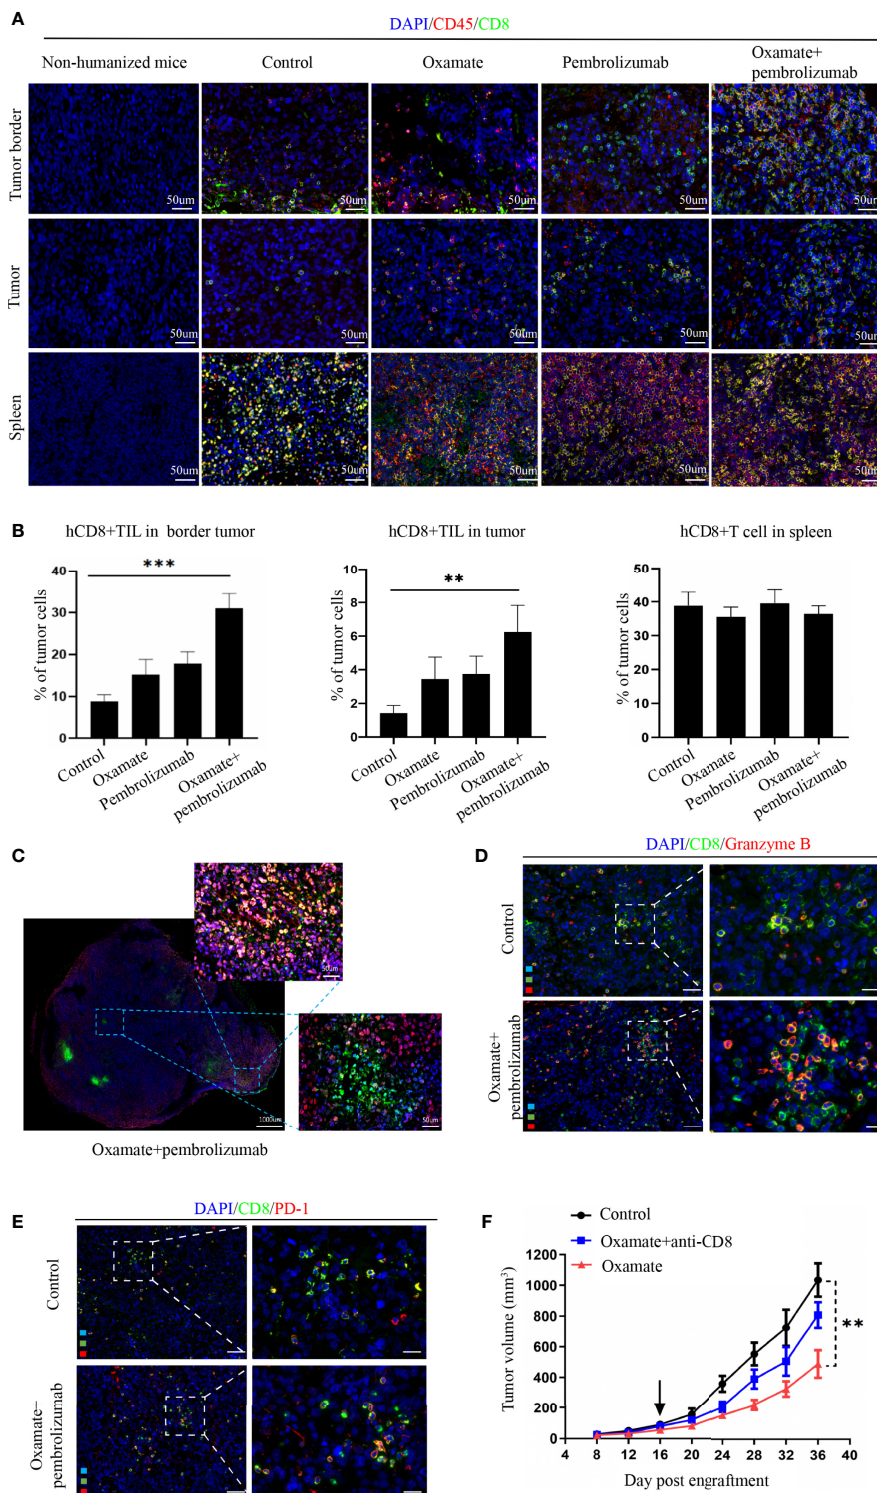 A
DAPI/CD45/CD8
Non-humanized mice
Control
Oxamate
Pembrolizumab
Oxamate+
pembrolizumab
Tumor border
50um
50um
50um
50um
50um
Tumor
50um
50um
50um
50um
50um
Spleen
50um
50um
50um
50um
50um
B
hCD8+TIL in border tumor
hCD8+TIL in tumor
hCD8+T cell in spleen
% of tumor cells
40
30
20
10
0
***
Control
Oxamate
Pembrolizumab
Oxamate+
pembrolizumab
% of tumor cells
10
8
6
4
2
0
**
Control
Oxamate
Pembrolizumab
Oxamate+
pembrolizumab
% of tumor cells
50
40
30
20
10
0
Control
Oxamate
Pembrolizumab
Oxamate+
pembrolizumab
C
50um
50um
1000um
Oxamate+pembrolizumab
D
DAPI/CD8/Granzyme B
Control
Oxamate+
pembrolizumab
E
DAPI/CD8/PD-1
Control
Oxamate−
pembrolizumab
F
Control
Oxamate+anti-CD8
Oxamate
Tumor volume (mm³)
1200
1000
800
600
400
200
0
**
4 8 12 16 20 24 28 32 36 40
Day post engraftment